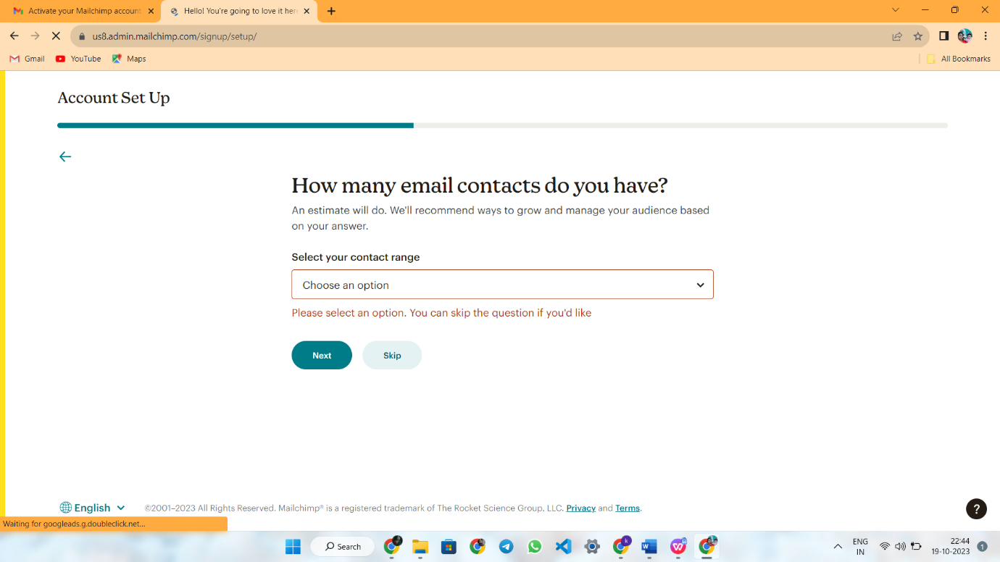 Activate your Mailchimp account
Hello! You're going to love it here
us8.admin.mailchimp.com/signup/setup/
Gmail
YouTube
Maps
All Bookmarks
Account Set Up
How many email contacts do you have?
An estimate will do. We'll recommend ways to grow and manage your audience based
on your answer.
Select your contact range
Choose an option
Please select an option. You can skip the question if you'd like
Next
Skip
English
©2001–2023 All Rights Reserved. Mailchimp® is a registered trademark of The Rocket Science Group, LLC. Privacy and Terms.
?
Waiting for googleads.g.doubleclick.net...
Search
k
W
ENG
IN
22:44
19-10-2023
1